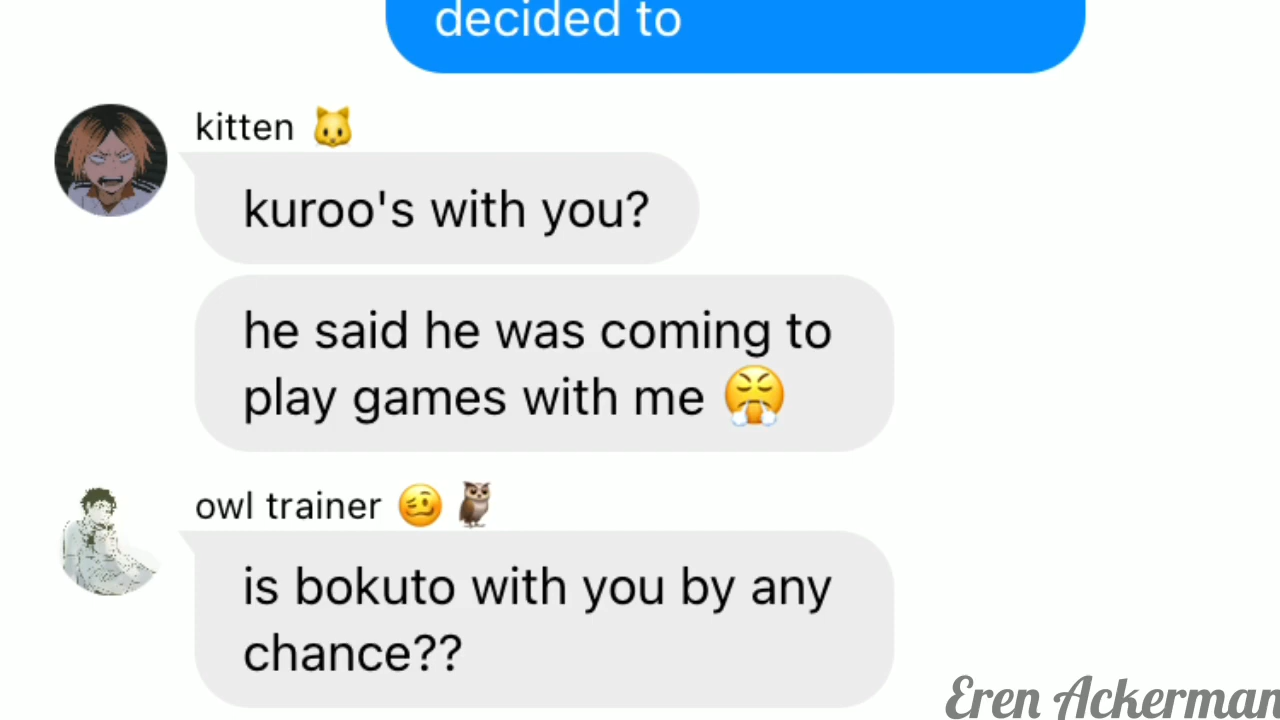 decided to
kitten 🐱
kuroo's with you?
he said he was coming to
play games with me 😤
owl trainer 🥴 🦉
is bokuto with you by any
chance??
Eren Ackerman